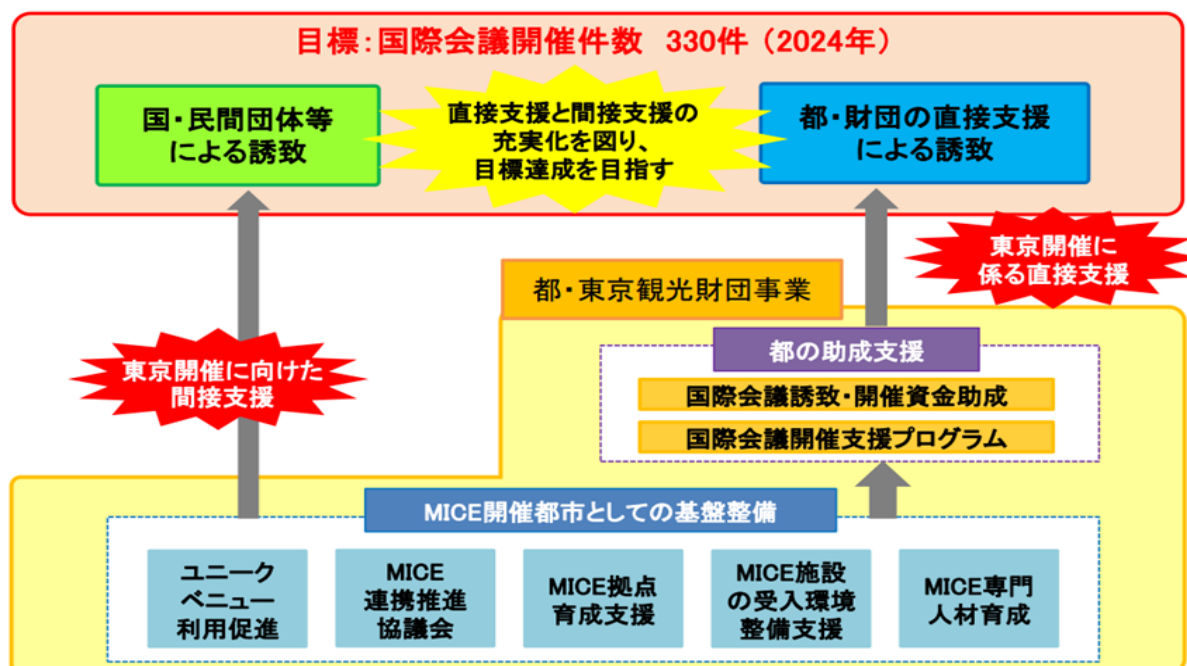 目標：国際会議開催件数 330件（2024年）
国・民間団体等
による誘致
直接支援と間接支援の
充実化を図り、
目標達成を目指す
都・財団の直接支援
による誘致
東京開催に
係る直接支援
都・東京観光財団事業
東京開催に向けた
間接支援
都の助成支援
国際会議誘致・開催資金助成
国際会議開催支援プログラム
MICE開催都市としての基盤整備
ユニーク
ベニュー
利用促進
MICE
連携推進
協議会
MICE拠点
育成支援
MICE施設
の受入環境
整備支援
MICE専門
人材育成